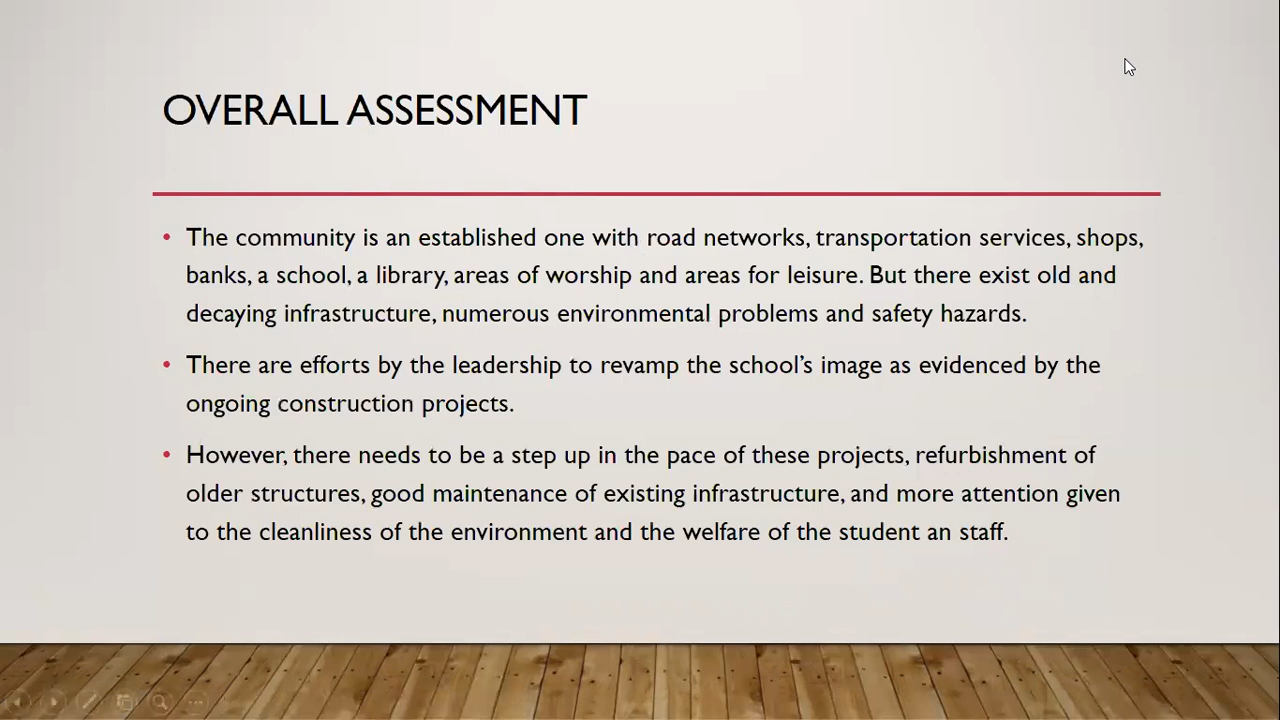 OVERALL ASSESSMENT
• The community is an established one with road networks, transportation services, shops,
banks, a school, a library, areas of worship and areas for leisure. But there exist old and
decaying infrastructure, numerous environmental problems and safety hazards.
• There are efforts by the leadership to revamp the school’s image as evidenced by the
ongoing construction projects.
• However, there needs to be a step up in the pace of these projects, refurbishment of
older structures, good maintenance of existing infrastructure, and more attention given
to the cleanliness of the environment and the welfare of the student an staff.